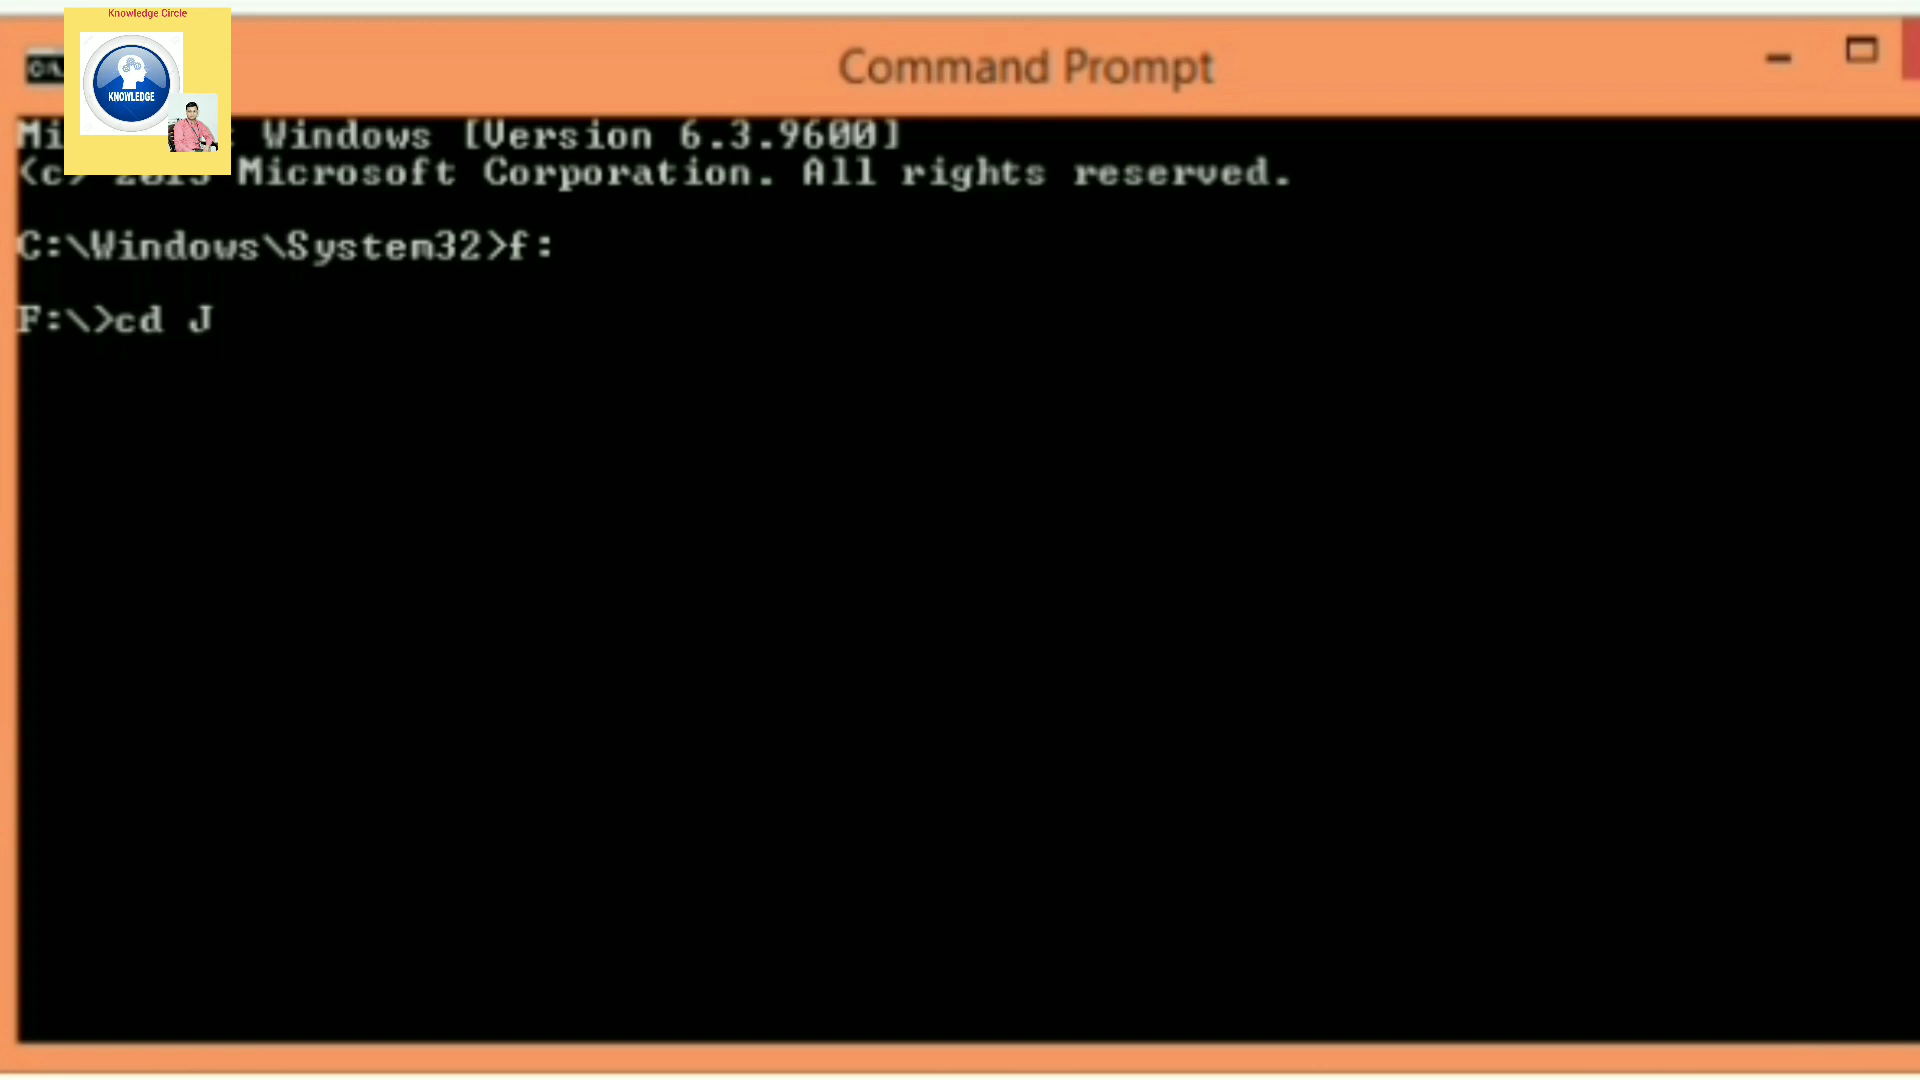 Knowledge Circle
KNOWLEDGE
Command Prompt
Windows [Version 6.3.9600]
Microsoft Corporation. All rights reserved.
C:\Windows\System32>f:
F:\>cd J